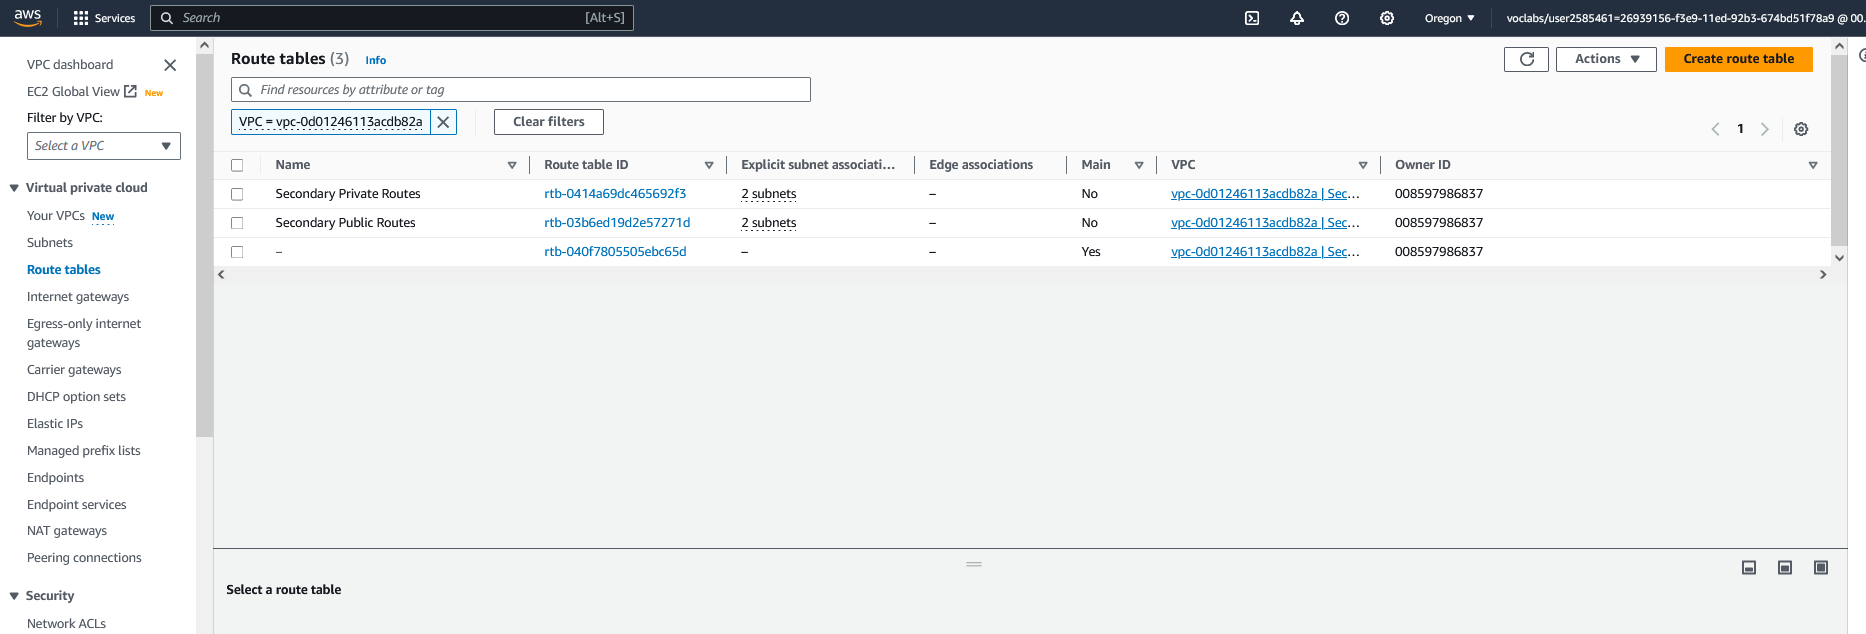 aws Services Search [Alt+S] Oregon ▼ voclabs/user2585461=26939156-f3e9-11ed-92b3-674bd51f78a9 @ 00.
VPC dashboard
EC2 Global View New
Filter by VPC:
Select a VPC
Virtual private cloud
Your VPCs New
Subnets
Route tables
Internet gateways
Egress-only internet
gateways
Carrier gateways
DHCP option sets
Elastic IPs
Managed prefix lists
Endpoints
Endpoint services
NAT gateways
Peering connections
Security
Network ACLs
Route tables (3) Info
Actions ▼ Create route table
Find resources by attribute or tag
VPC = vpc-0d01246113acdb82a Clear filters
1
Name Route table ID Explicit subnet associati... Edge associations Main VPC Owner ID
Secondary Private Routes rtb-0414a69dc465692f3 2 subnets – No vpc-0d01246113acdb82a | Sec... 008597986837
Secondary Public Routes rtb-03b6ed19d2e57271d 2 subnets – No vpc-0d01246113acdb82a | Sec... 008597986837
– rtb-040f7805505ebc65d – – Yes vpc-0d01246113acdb82a | Sec... 008597986837
Select a route table